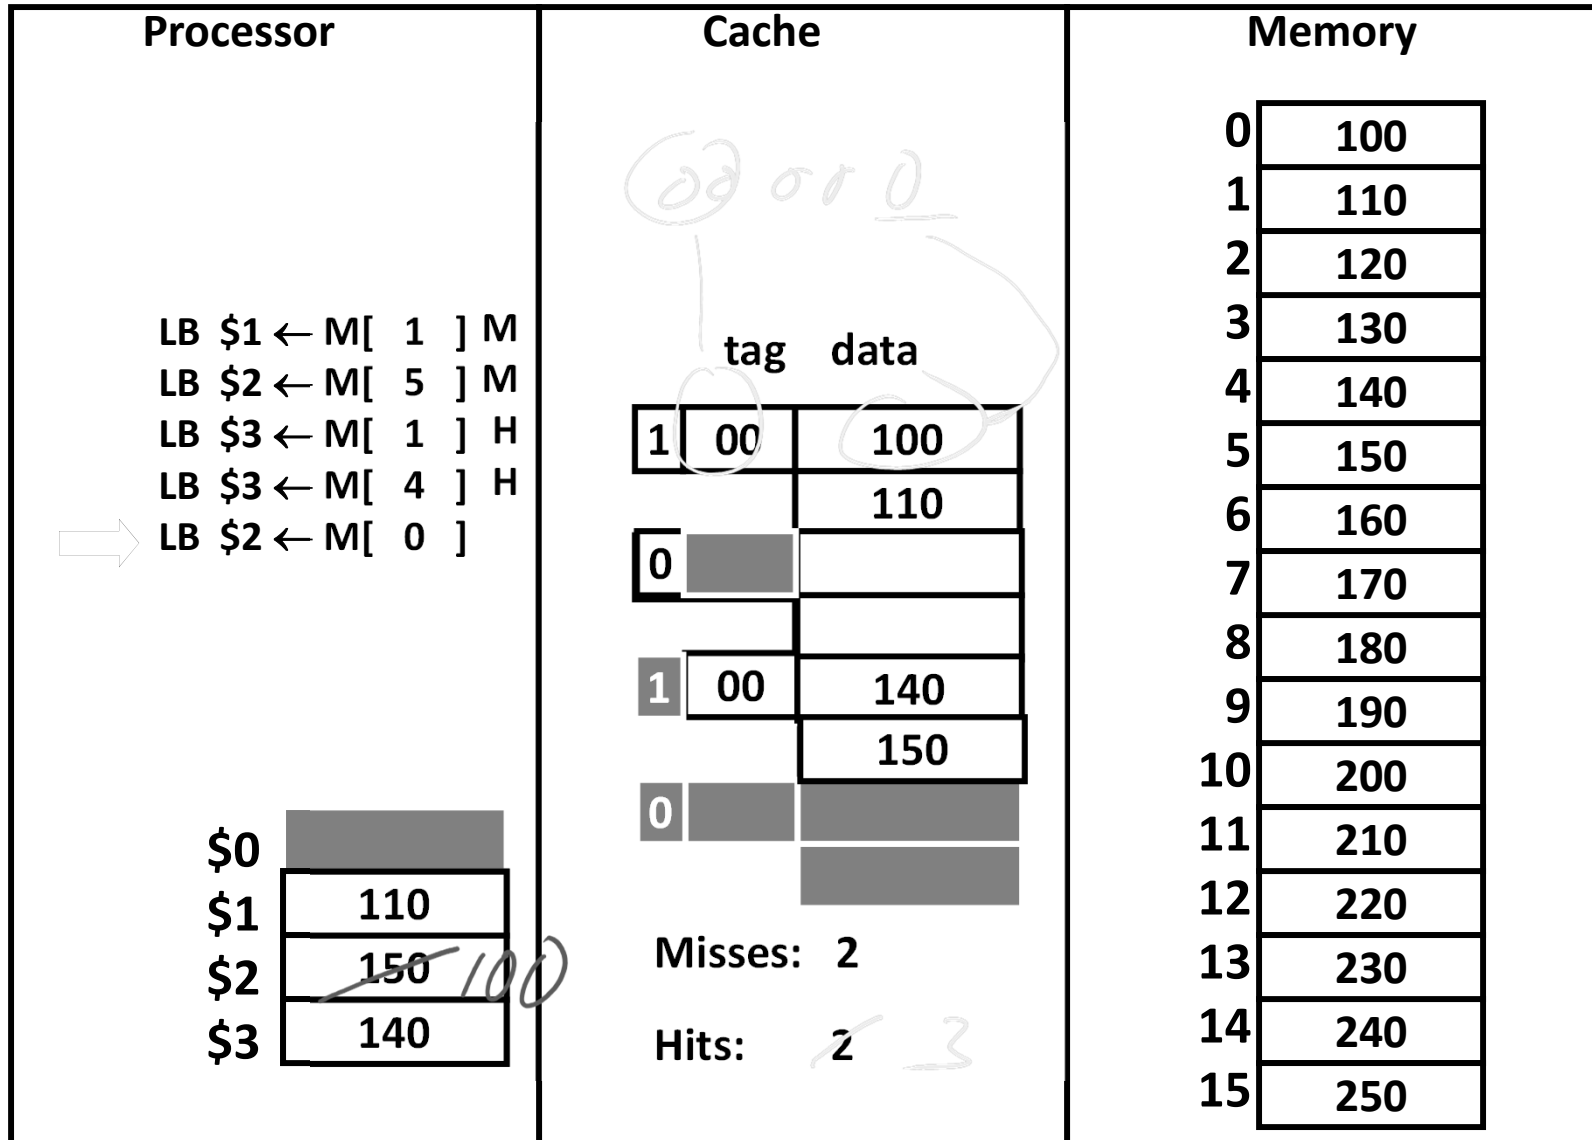 Processor
LB $1 ← M[ 1 ] M
LB $2 ← M[ 5 ] M
LB $3 ← M[ 1 ] H
LB $3 ← M[ 4 ] H
LB $2 ← M[ 0 ]
$0
$1 110
$2 150 100
$3 140
Cache
00 or 0
tag data
1 00 100
110
0
1 00 140
150
0
Misses: 2
Hits: 2 3
Memory
0 100
1 110
2 120
3 130
4 140
5 150
6 160
7 170
8 180
9 190
10 200
11 210
12 220
13 230
14 240
15 250